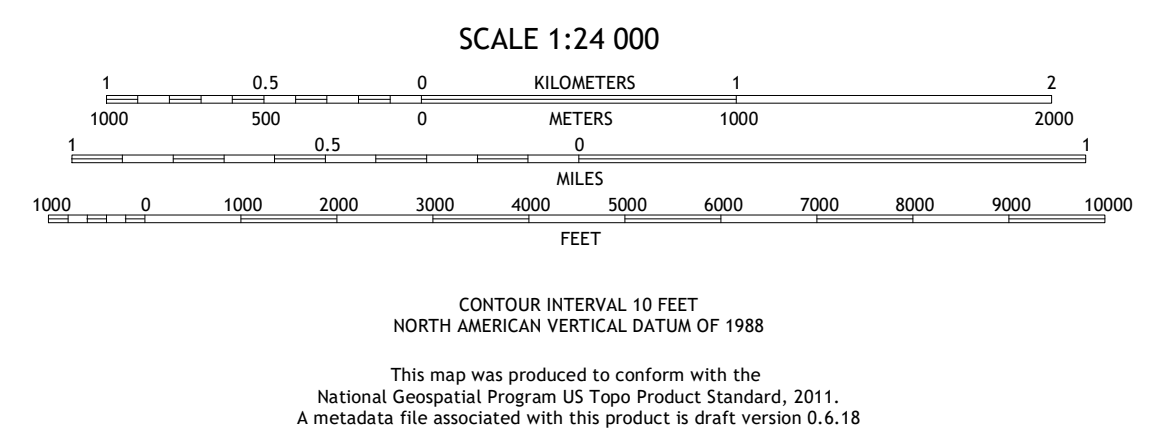 SCALE 1:24 000
1 0.5 0 KILOMETERS 1 2
1000 500 0 METERS 1000 2000
1 0.5 0 1
MILES
1000 0 1000 2000 3000 4000 5000 6000 7000 8000 9000 10000
FEET
CONTOUR INTERVAL 10 FEET
NORTH AMERICAN VERTICAL DATUM OF 1988
This map was produced to conform with the
National Geospatial Program US Topo Product Standard, 2011.
A metadata file associated with this product is draft version 0.6.18